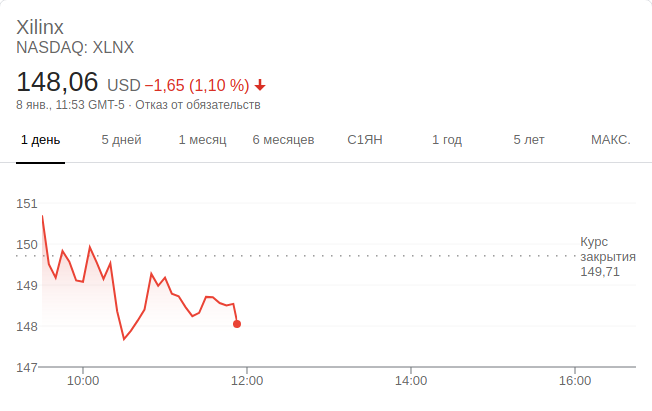 Xilinx
NASDAQ: XLNX
148,06 USD −1,65 (1,10 %)
8 янв., 11:53 GMT-5 · Отказ от обязательств
1 день 5 дней 1 месяц 6 месяцев С1ЯН 1 год 5 лет МАКС.
151
150
149
148
147
Курс
закрытия
149,71
10:00 12:00 14:00 16:00